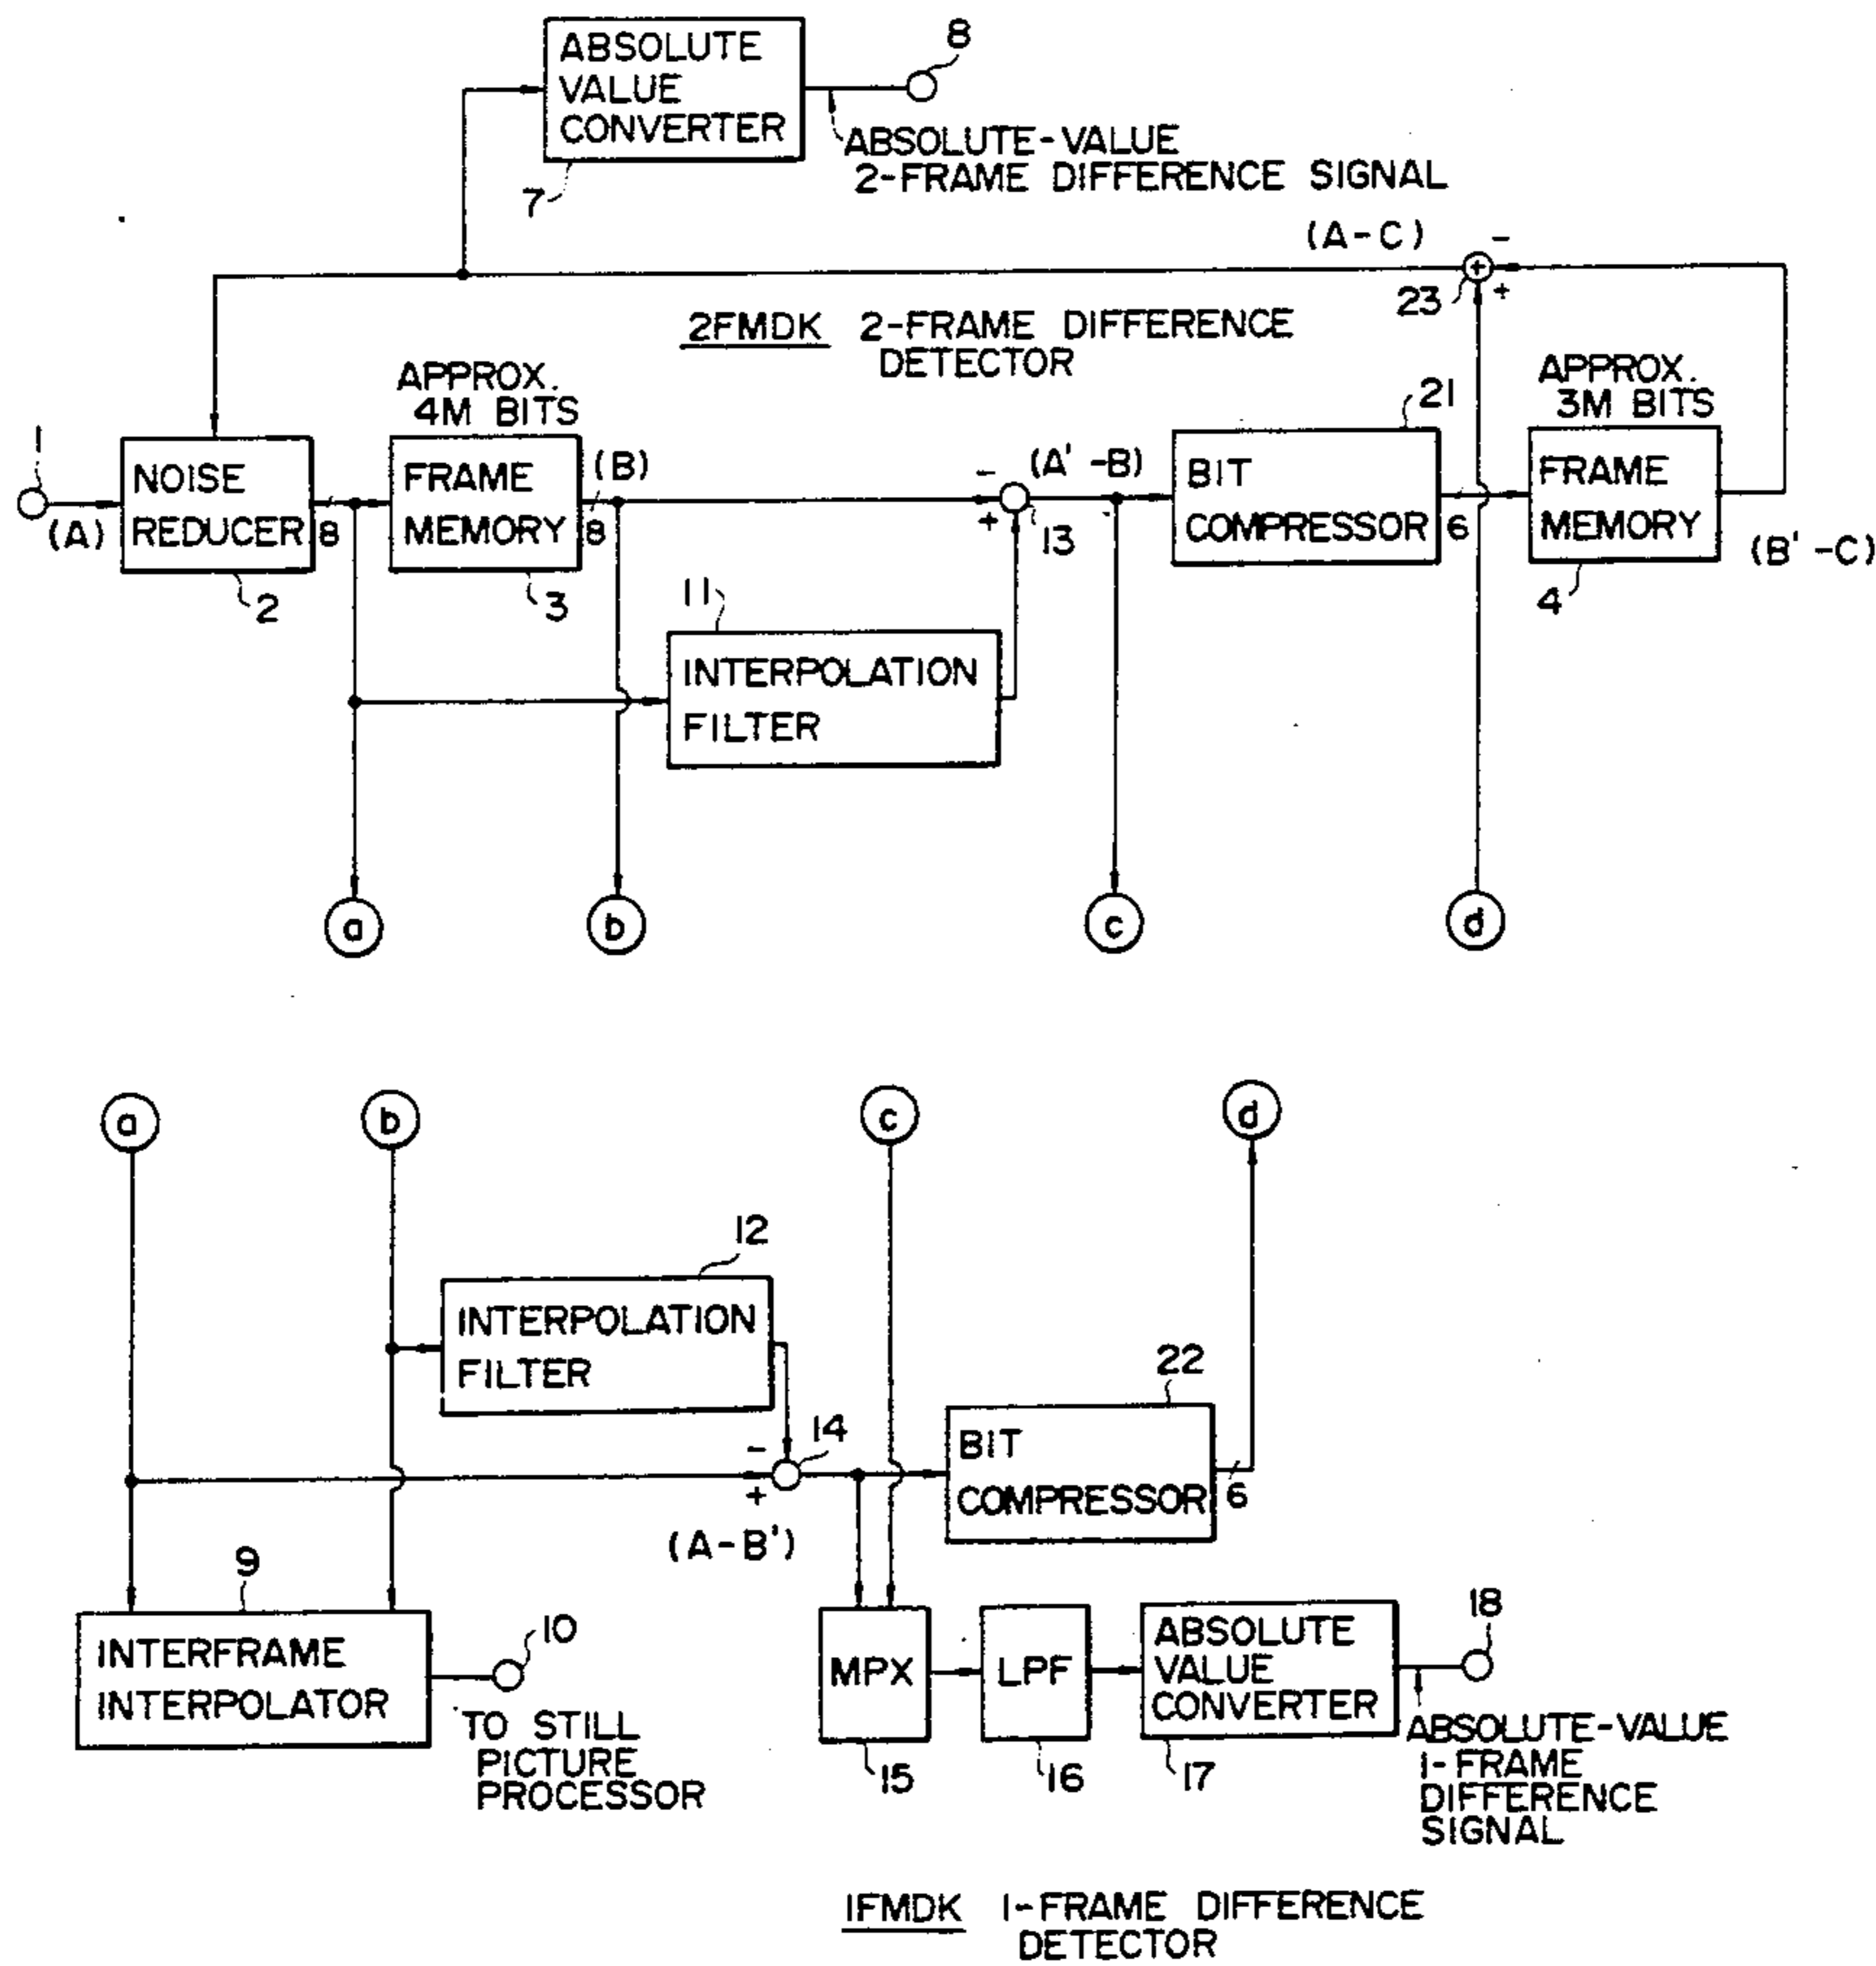 ABSOLUTE
VALUE
CONVERTER
8
7
ABSOLUTE-VALUE
2-FRAME DIFFERENCE SIGNAL
(A-C)
-
+
+
23
2FMDK 2-FRAME DIFFERENCE
DETECTOR
APPROX.
4M BITS
APPROX.
3M BITS
1
(A)
NOISE
REDUCER
8
2
FRAME
MEMORY
8
3
(B)
-
+
13
(A' -B)
21
BIT
COMPRESSOR
6
FRAME
MEMORY
4
(B' -C)
11
INTERPOLATION
FILTER
a
b
c
d
a
b
c
d
12
INTERPOLATION
FILTER
-
+
14
(A-B')
22
BIT
COMPRESSOR
6
9
INTERFRAME
INTERPOLATOR
10
TO STILL
PICTURE
PROCESSOR
MPX
15
LPF
16
ABSOLUTE
VALUE
CONVERTER
17
18
ABSOLUTE-VALUE
1-FRAME
DIFFERENCE
SIGNAL
1FMDK 1-FRAME DIFFERENCE
DETECTOR